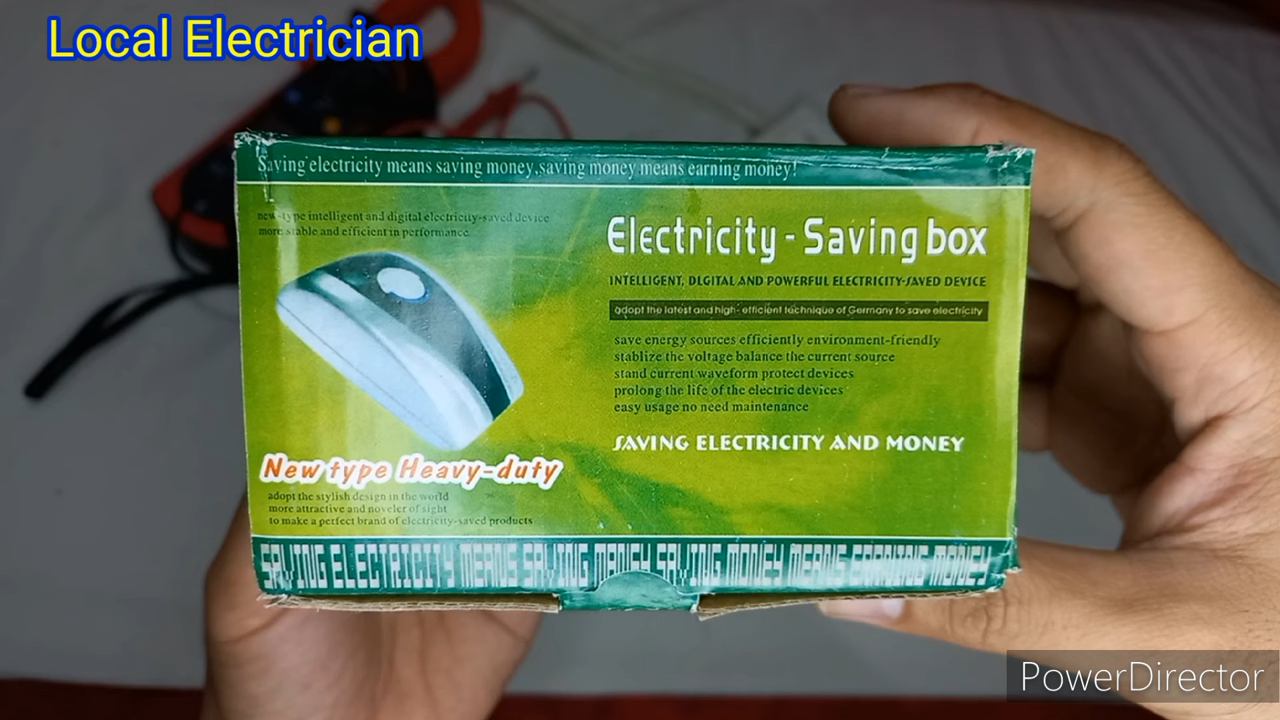 Local Electrician
Saving electricity means saving money,saving money means earning money!
new-type intelligent and digital electricity-saved device
more stable and efficient in performance
Electricity - Saving box
INTELLIGENT, DLGITAL AND POWERFUL ELECTRICITY-SAVED DEVICE
adopt the latest and high- efficient technique of Germany to save electricity
save energy sources efficiently environment-friendly
stablize the voltage balance the current source
stand current waveform protect devices
prolong the life of the electric devices
easy usage no need maintenance
SAVING ELECTRICITY AND MONEY
New type Heavy-duty
adopt the stylish design in the world
more attractive and noveler of sight
to make a perfect brand of electricity-saved products
SAVING ELECTRICITY MEANS SAVING MONEY SAVING MONEY MEANS EARNING MONEY
PowerDirector